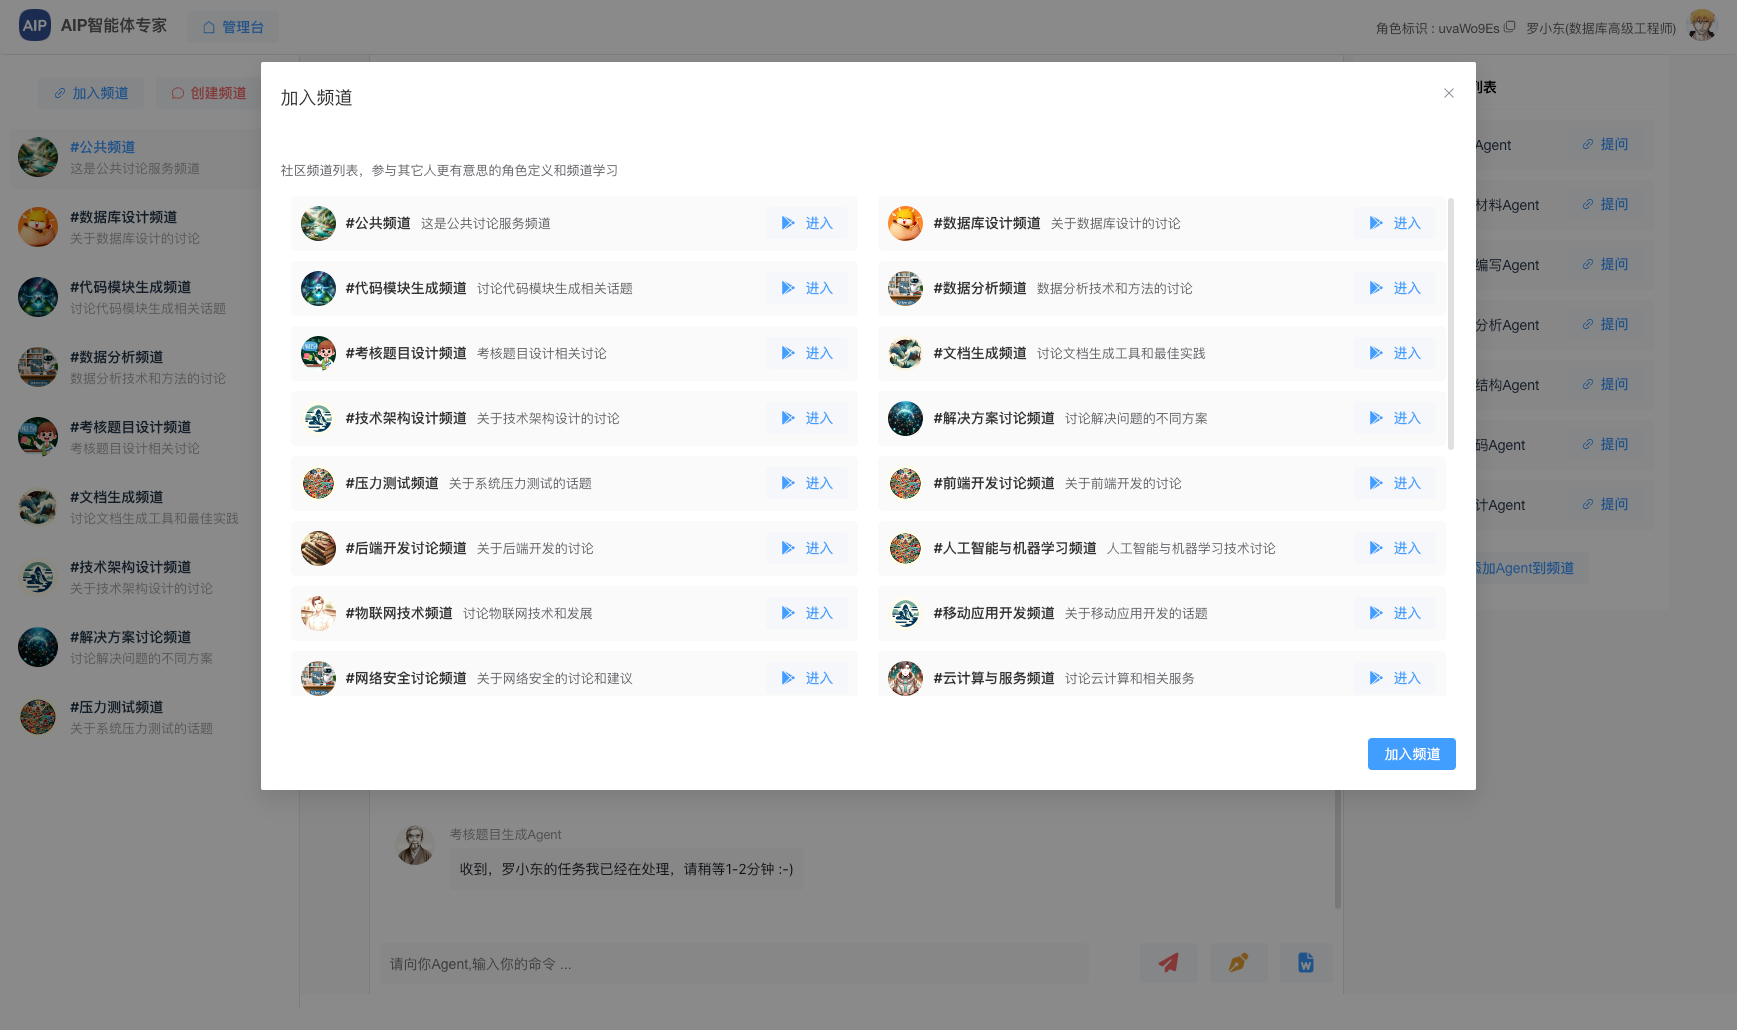 AIP AIP智能体专家
管理台
角色标识 : uvaWo9Es
罗小东(数据库高级工程师)
加入频道
创建频道
#公共频道
这是公共讨论服务频道
#数据库设计频道
关于数据库设计的讨论
#代码模块生成频道
讨论代码模块生成相关话题
#数据分析频道
数据分析技术和方法的讨论
#考核题目设计频道
考核题目设计相关讨论
#文档生成频道
讨论文档生成工具和最佳实践
#技术架构设计频道
关于技术架构设计的讨论
#解决方案讨论频道
讨论解决问题的不同方案
#压力测试频道
关于系统压力测试的话题
加入频道
社区频道列表，参与其它人更有意思的角色定义和频道学习
#公共频道 这是公共讨论服务频道 进入
#数据库设计频道 关于数据库设计的讨论 进入
#代码模块生成频道 讨论代码模块生成相关话题 进入
#数据分析频道 数据分析技术和方法的讨论 进入
#考核题目设计频道 考核题目设计相关讨论 进入
#文档生成频道 讨论文档生成工具和最佳实践 进入
#技术架构设计频道 关于技术架构设计的讨论 进入
#解决方案讨论频道 讨论解决问题的不同方案 进入
#压力测试频道 关于系统压力测试的话题 进入
#前端开发讨论频道 关于前端开发的讨论 进入
#后端开发讨论频道 关于后端开发的讨论 进入
#人工智能与机器学习频道 人工智能与机器学习技术讨论 进入
#物联网技术频道 讨论物联网技术和发展 进入
#移动应用开发频道 关于移动应用开发的话题 进入
#网络安全讨论频道 关于网络安全的讨论和建议 进入
#云计算与服务频道 讨论云计算和相关服务 进入
加入频道
列表
Agent 提问
材料Agent 提问
编写Agent 提问
分析Agent 提问
结构Agent 提问
码Agent 提问
计Agent 提问
添加Agent到频道
考核题目生成Agent
收到，罗小东的任务我已经在处理，请稍等1-2分钟 :-)
请向你Agent,输入你的命令 ...